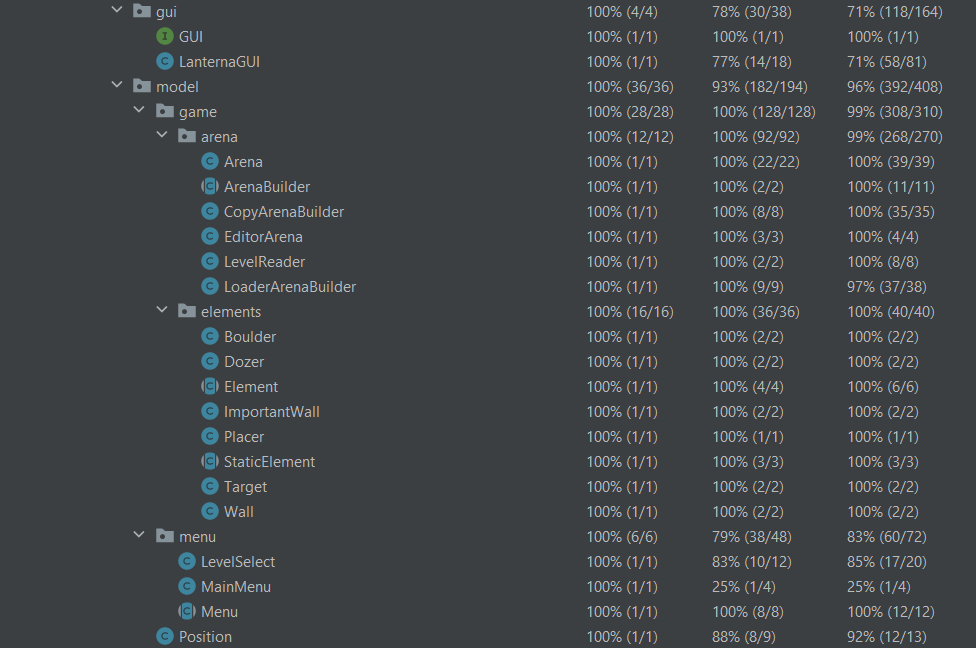 gui 100% (4/4) 78% (30/38) 71% (118/164)
I GUI 100% (1/1) 100% (1/1) 100% (1/1)
C LanternaGUI 100% (1/1) 77% (14/18) 71% (58/81)
model 100% (36/36) 93% (182/194) 96% (392/408)
game 100% (28/28) 100% (128/128) 99% (308/310)
arena 100% (12/12) 100% (92/92) 99% (268/270)
C Arena 100% (1/1) 100% (22/22) 100% (39/39)
C ArenaBuilder 100% (1/1) 100% (2/2) 100% (11/11)
C CopyArenaBuilder 100% (1/1) 100% (8/8) 100% (35/35)
C EditorArena 100% (1/1) 100% (3/3) 100% (4/4)
C LevelReader 100% (1/1) 100% (2/2) 100% (8/8)
C LoaderArenaBuilder 100% (1/1) 100% (9/9) 97% (37/38)
elements 100% (16/16) 100% (36/36) 100% (40/40)
C Boulder 100% (1/1) 100% (2/2) 100% (2/2)
C Dozer 100% (1/1) 100% (2/2) 100% (2/2)
C Element 100% (1/1) 100% (4/4) 100% (6/6)
C ImportantWall 100% (1/1) 100% (2/2) 100% (2/2)
C Placer 100% (1/1) 100% (1/1) 100% (1/1)
C StaticElement 100% (1/1) 100% (3/3) 100% (3/3)
C Target 100% (1/1) 100% (2/2) 100% (2/2)
C Wall 100% (1/1) 100% (2/2) 100% (2/2)
menu 100% (6/6) 79% (38/48) 83% (60/72)
C LevelSelect 100% (1/1) 83% (10/12) 85% (17/20)
C MainMenu 100% (1/1) 25% (1/4) 25% (1/4)
C Menu 100% (1/1) 100% (8/8) 100% (12/12)
C Position 100% (1/1) 88% (8/9) 92% (12/13)